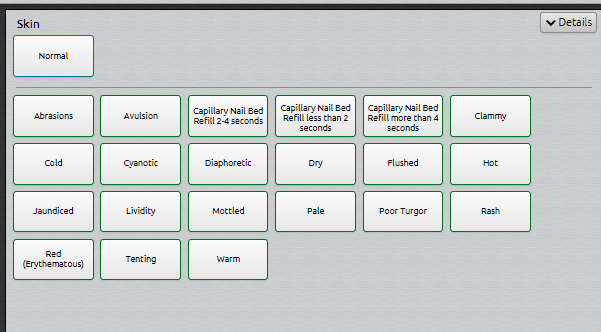 Skin
Details
Normal
Abrasions
Avulsion
Capillary Nail Bed
Refill 2-4 seconds
Capillary Nail Bed
Refill less than 2
seconds
Capillary Nail Bed
Refill more than 4
seconds
Clammy
Cold
Cyanotic
Diaphoretic
Dry
Flushed
Hot
Jaundiced
Lividity
Mottled
Pale
Poor Turgor
Rash
Red
(Erythematous)
Tenting
Warm